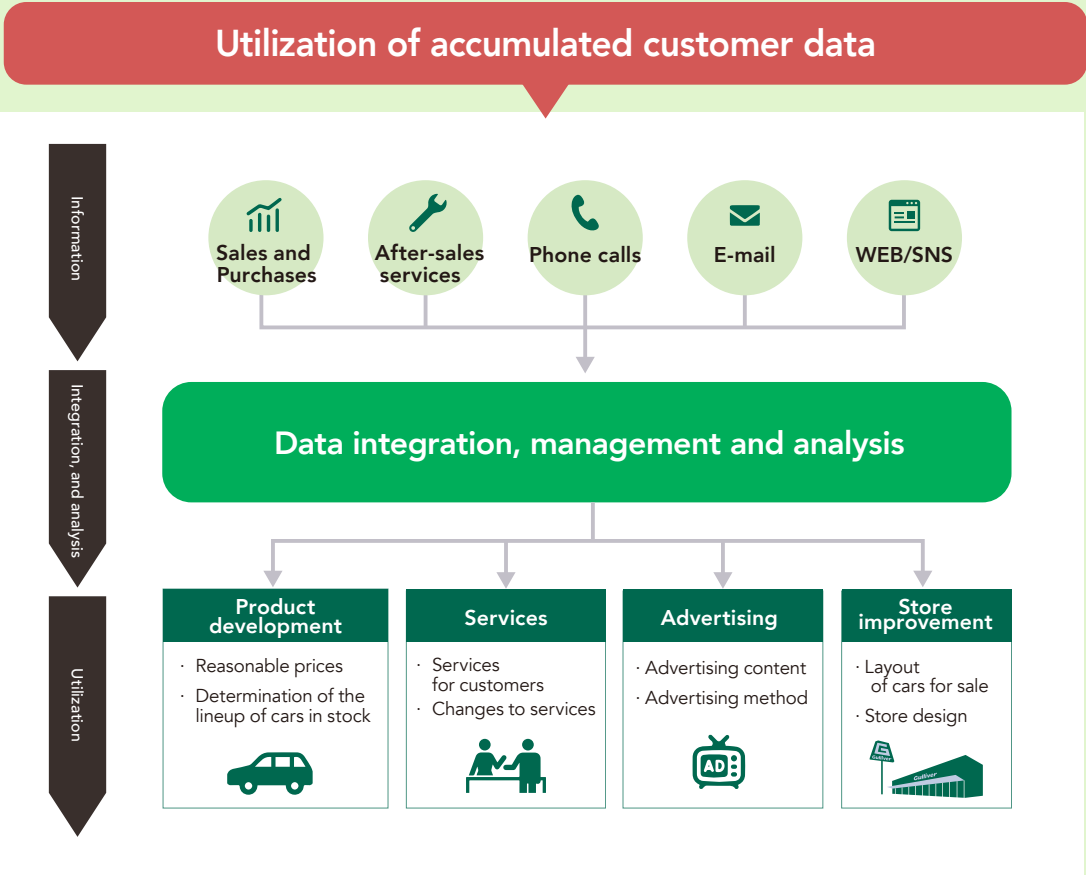 Utilization of accumulated customer data
Information
Sales and
Purchases
After-sales
services
Phone calls
E-mail
WEB/SNS
Integration, and analysis
Data integration, management and analysis
Utilization
Product
development
· Reasonable prices
· Determination of the
lineup of cars in stock
Services
· Services
for customers
· Changes to services
Advertising
· Advertising content
· Advertising method
AD
Store
improvement
· Layout
of cars for sale
· Store design
G
Gulliver
Gulliver